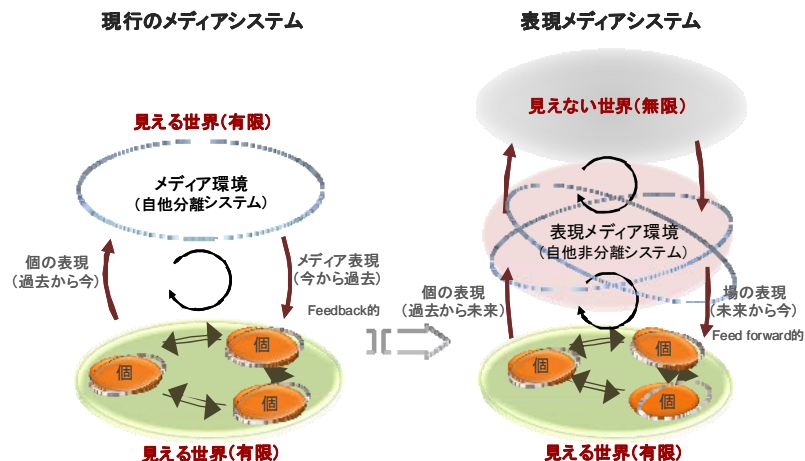 現行のメディアシステム
見える世界(有限)
メディア環境
(自他分離システム)
個の表現
(過去から今)
メディア表現
(今から過去)
Feedback的
個
個
個
見える世界(有限)
表現メディアシステム
見えない世界(無限)
表現メディア環境
(自他非分離システム)
個の表現
(過去から未来)
場の表現
(未来から今)
Feed forward的
個
個
個
見える世界(有限)